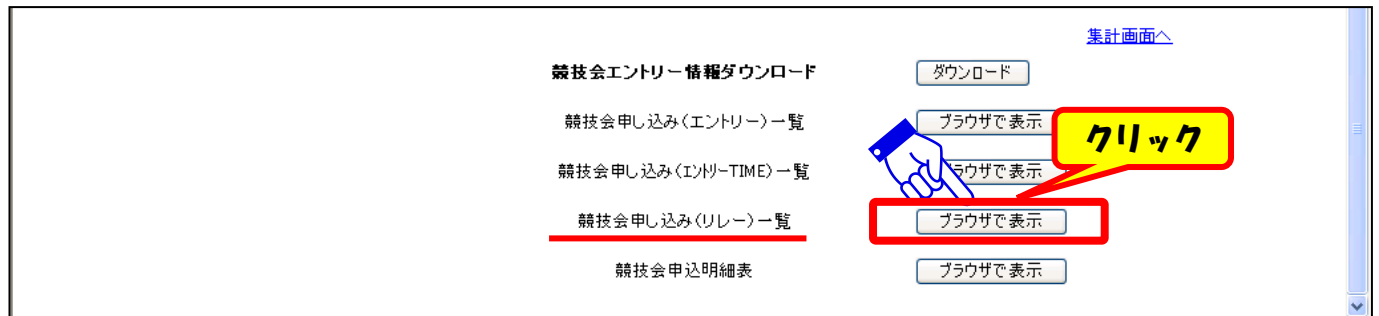 集計画面へ
競技会エントリー情報ダウンロード ダウンロード
競技会申し込み(エントリー)一覧 ブラウザで表示
クリック
競技会申し込み(ｴﾝﾄﾘｰTIME)一覧 ブラウザで表示
競技会申し込み(リレー)一覧 ブラウザで表示
競技会申込明細表 ブラウザで表示